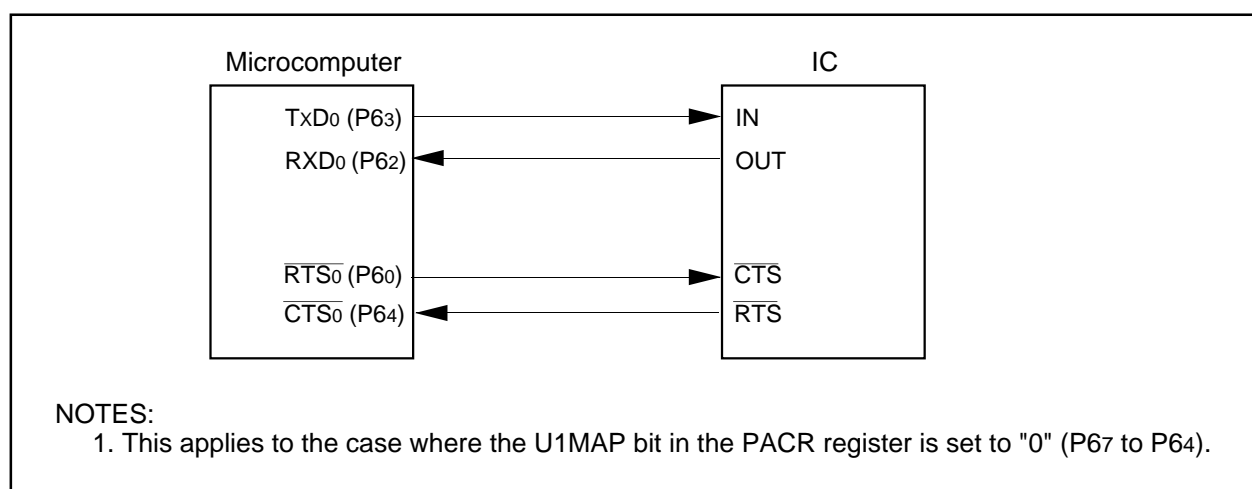 Microcomputer IC
TxD0 (P63) IN
RXD0 (P62) OUT
RTS0 (P60) CTS
CTS0 (P64) RTS
NOTES:
1. This applies to the case where the U1MAP bit in the PACR register is set to "0" (P67 to P64).